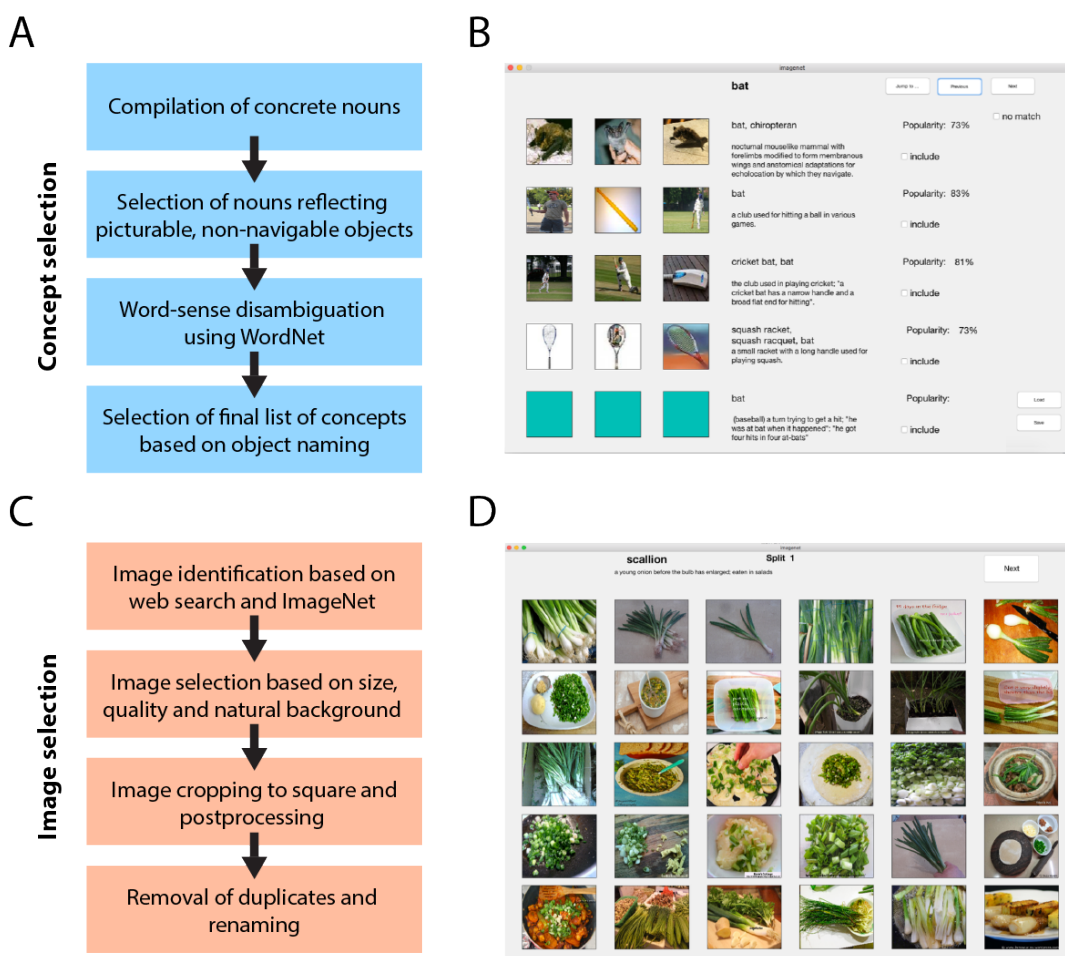 A
Concept selection
Compilation of concrete nouns
Selection of nouns reflecting
picturable, non-navigable objects
Word-sense disambiguation
using WordNet
Selection of final list of concepts
based on object naming
B
imagenet
bat
Jump to ...
Previous
Next
no match
bat, chiropteran
Popularity: 73%
nocturnal mouselike mammal with
forelimbs modified to form membranous
wings and anatomical adaptations for
echolocation by which they navigate.
include
bat
Popularity: 83%
a club used for hitting a ball in various
games.
include
cricket bat, bat
Popularity: 81%
the club used in playing cricket; "a
cricket bat has a narrow handle and a
broad flat end for hitting".
include
squash racket,
squash racquet, bat
Popularity: 73%
a small racket with a long handle used for
playing squash.
include
bat
Popularity:
(baseball) a turn trying to get a hit; "he
was at bat when it happened"; "he got
four hits in four at-bats"
include
Load
Save
C
Image selection
Image identification based on
web search and ImageNet
Image selection based on size,
quality and natural background
Image cropping to square and
postprocessing
Removal of duplicates and
renaming
D
imagenet
scallion
Split 1
a young onion before the bulb has enlarged; eaten in salads
Next